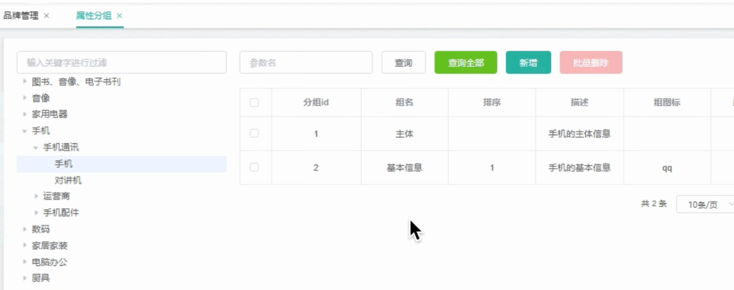 品牌管理 ×
属性分组 ×
输入关键字进行过滤
图书、音像、电子书刊
音像
家用电器
手机
手机通讯
手机
对讲机
运营商
手机配件
数码
家居家装
电脑办公
厨具
参数名
查询
查询全部
新增
批量删除
分组id 组名 排序 描述 组图标
1 主体 手机的主体信息
2 基本信息 1 手机的基本信息 qq
共 2 条 10条/页